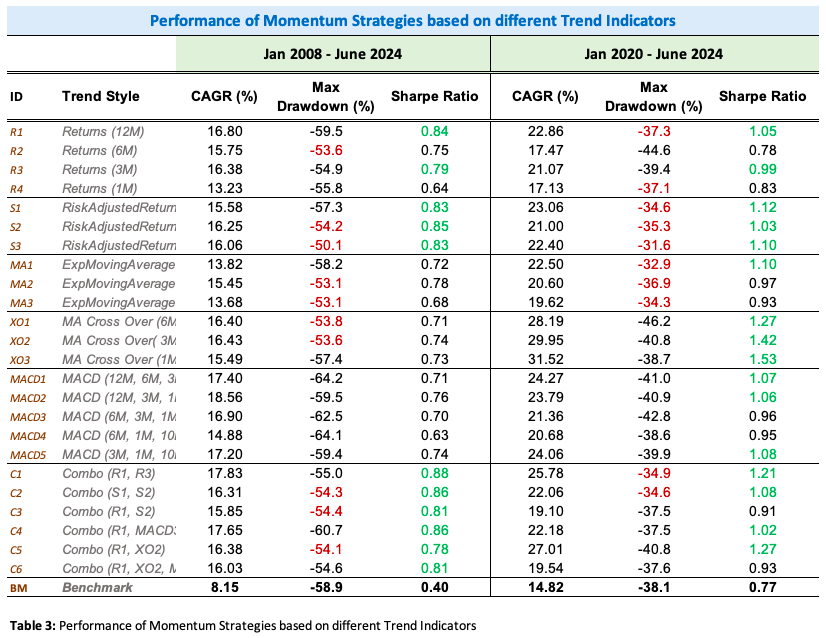 Performance of Momentum Strategies based on different Trend Indicators
Jan 2008 - June 2024 Jan 2020 - June 2024
ID Trend Style CAGR (%) Max Drawdown (%) Sharpe Ratio CAGR (%) Max Drawdown (%) Sharpe Ratio
R1 Returns (12M) 16.80 -59.5 0.84 22.86 -37.3 1.05
R2 Returns (6M) 15.75 -53.6 0.75 17.47 -44.6 0.78
R3 Returns (3M) 16.38 -54.9 0.79 21.07 -39.4 0.99
R4 Returns (1M) 13.23 -55.8 0.64 17.13 -37.1 0.83
S1 RiskAdjustedReturn 15.58 -57.3 0.83 23.06 -34.6 1.12
S2 RiskAdjustedReturn 16.25 -54.2 0.85 21.00 -35.3 1.03
S3 RiskAdjustedReturn 16.06 -50.1 0.83 22.40 -31.6 1.10
MA1 ExpMovingAverage 13.82 -58.2 0.72 22.50 -32.9 1.10
MA2 ExpMovingAverage 15.45 -53.1 0.78 20.60 -36.9 0.97
MA3 ExpMovingAverage 13.68 -53.1 0.68 19.62 -34.3 0.93
XO1 MA Cross Over (6M 16.40 -53.8 0.71 28.19 -46.2 1.27
XO2 MA Cross Over( 3M 16.43 -53.6 0.74 29.95 -40.8 1.42
XO3 MA Cross Over (1M 15.49 -57.4 0.73 31.52 -38.7 1.53
MACD1 MACD (12M, 6M, 3M 17.40 -64.2 0.71 24.27 -41.0 1.07
MACD2 MACD (12M, 3M, 1M 18.56 -59.5 0.76 23.79 -40.9 1.06
MACD3 MACD (6M, 3M, 1M 16.90 -62.5 0.70 21.36 -42.8 0.96
MACD4 MACD (6M, 1M, 10 14.88 -64.1 0.63 20.68 -38.6 0.95
MACD5 MACD (3M, 1M, 10 17.20 -59.4 0.74 24.06 -39.9 1.08
C1 Combo (R1, R3) 17.83 -55.0 0.88 25.78 -34.9 1.21
C2 Combo (S1, S2) 16.31 -54.3 0.86 22.06 -34.6 1.08
C3 Combo (R1, S2) 15.85 -54.4 0.81 19.10 -37.5 0.91
C4 Combo (R1, MACD3 17.65 -60.7 0.86 22.18 -37.5 1.02
C5 Combo (R1, XO2) 16.38 -54.1 0.78 27.01 -40.8 1.27
C6 Combo (R1, XO2, M 16.03 -54.6 0.81 19.54 -37.6 0.93
BM Benchmark 8.15 -58.9 0.40 14.82 -38.1 0.77
Table 3: Performance of Momentum Strategies based on different Trend Indicators